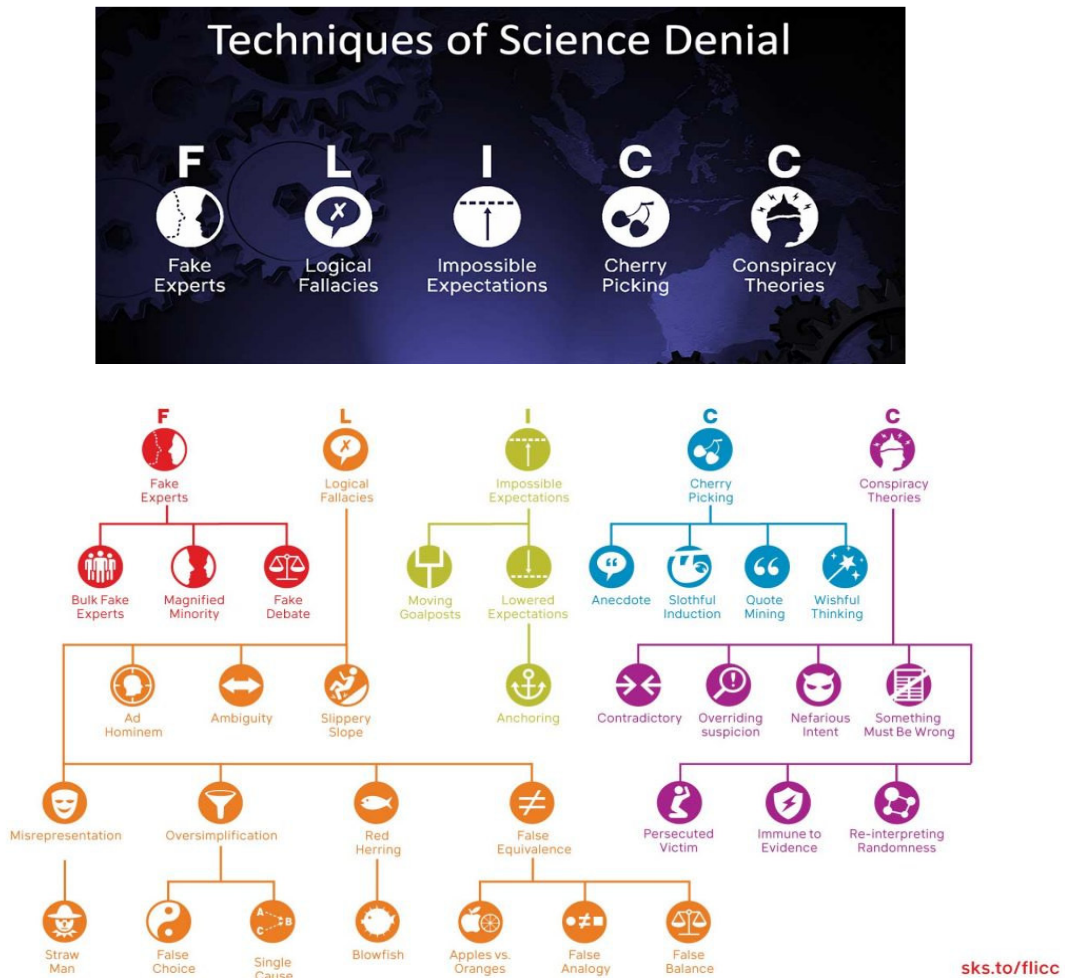 Techniques of Science Denial
F L I C C
Fake Logical Impossible Cherry Conspiracy
Experts Fallacies Expectations Picking Theories
F L I C C
Fake Logical Impossible Cherry Conspiracy
Experts Fallacies Expectations Picking Theories
Bulk Fake Magnified Fake Moving Lowered Anecdote Slothful Quote Wishful
Experts Minority Debate Goalposts Expectations Induction Mining Thinking
Ad Ambiguity Slippery Anchoring Contradictory Overriding Nefarious Something
Hominem Slope suspicion Intent Must Be Wrong
Misrepresentation Oversimplification Red False Persecuted Immune to Re-interpreting
Herring Equivalence Victim Evidence Randomness
A
B
C
Straw False Single Blowfish Apples vs. False False
Man Choice Cause Oranges Analogy Balance
sks.to/flicc